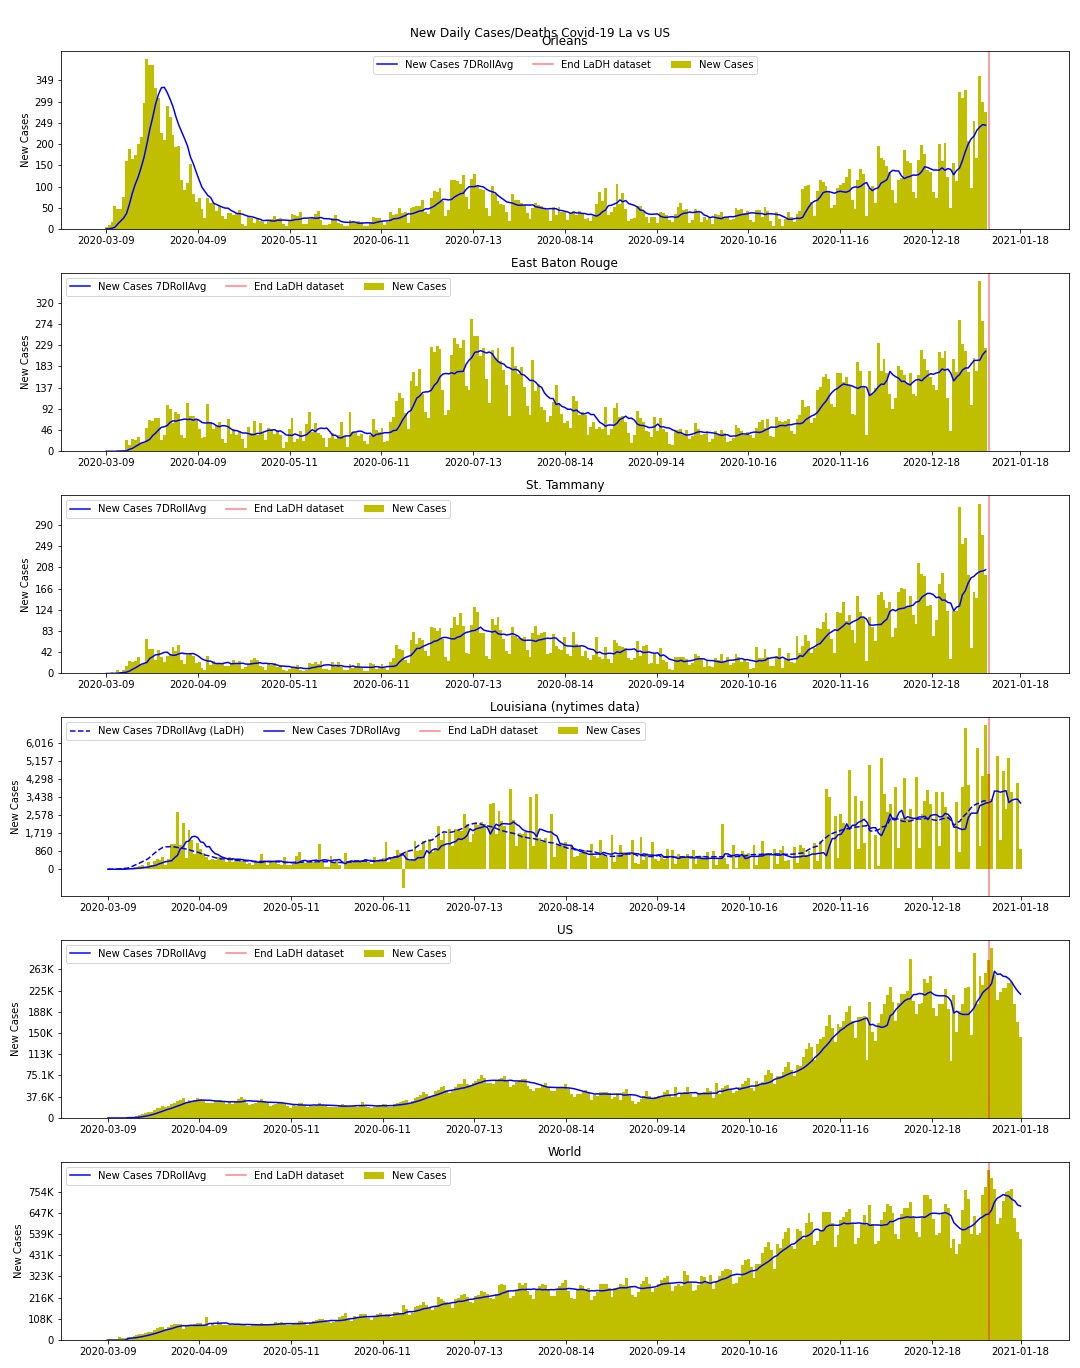 New Daily Cases/Deaths Covid-19 La vs US
Orleans
New Cases 7DRollAvg End LaDH dataset New Cases
New Cases
349
299
249
200
150
100
50
0
2020-03-09 2020-04-09 2020-05-11 2020-06-11 2020-07-13 2020-08-14 2020-09-14 2020-10-16 2020-11-16 2020-12-18 2021-01-18
East Baton Rouge
New Cases 7DRollAvg End LaDH dataset New Cases
New Cases
320
274
229
183
137
92
46
0
2020-03-09 2020-04-09 2020-05-11 2020-06-11 2020-07-13 2020-08-14 2020-09-14 2020-10-16 2020-11-16 2020-12-18 2021-01-18
St. Tammany
New Cases 7DRollAvg End LaDH dataset New Cases
New Cases
290
249
208
166
124
83
42
0
2020-03-09 2020-04-09 2020-05-11 2020-06-11 2020-07-13 2020-08-14 2020-09-14 2020-10-16 2020-11-16 2020-12-18 2021-01-18
Louisiana (nytimes data)
New Cases 7DRollAvg (LaDH) New Cases 7DRollAvg End LaDH dataset New Cases
New Cases
6,016
5,157
4,298
3,438
2,578
1,719
860
0
2020-03-09 2020-04-09 2020-05-11 2020-06-11 2020-07-13 2020-08-14 2020-09-14 2020-10-16 2020-11-16 2020-12-18 2021-01-18
US
New Cases 7DRollAvg End LaDH dataset New Cases
New Cases
263K
225K
188K
150K
113K
75.1K
37.6K
0
2020-03-09 2020-04-09 2020-05-11 2020-06-11 2020-07-13 2020-08-14 2020-09-14 2020-10-16 2020-11-16 2020-12-18 2021-01-18
World
New Cases 7DRollAvg End LaDH dataset New Cases
New Cases
754K
647K
539K
431K
323K
216K
108K
0
2020-03-09 2020-04-09 2020-05-11 2020-06-11 2020-07-13 2020-08-14 2020-09-14 2020-10-16 2020-11-16 2020-12-18 2021-01-18